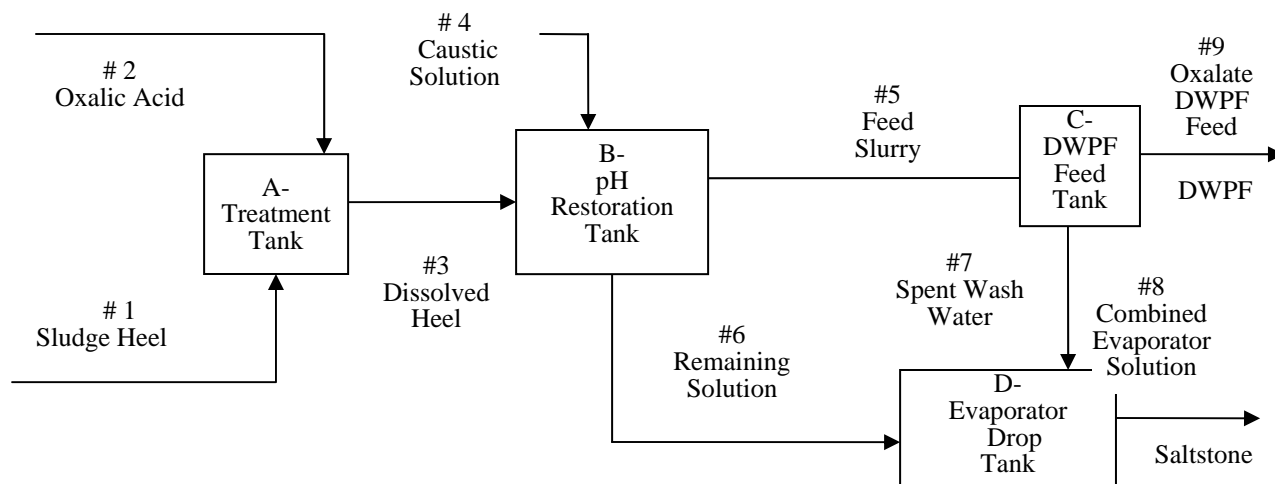 # 2
Oxalic Acid
# 4
Caustic
Solution
#9
Oxalate
DWPF
Feed
#5
Feed
Slurry
A-
Treatment
Tank
B-
pH
Restoration
Tank
C-
DWPF
Feed
Tank
DWPF
# 1
Sludge Heel
#3
Dissolved
Heel
#7
Spent Wash
Water
#8
Combined
Evaporator
Solution
#6
Remaining
Solution
D-
Evaporator
Drop
Tank
Saltstone